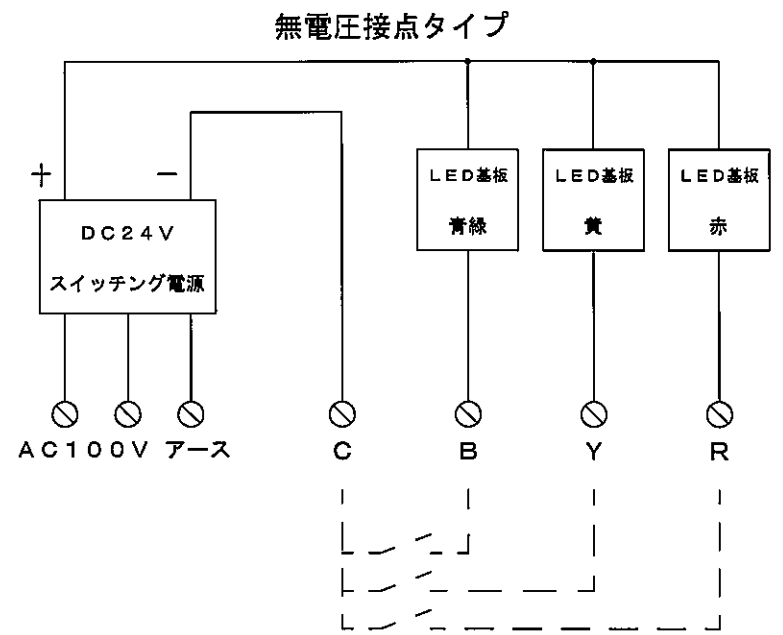 無電圧接点タイプ
+ -
DC24V
スイッチング電源
LED基板
青緑
LED基板
黄
LED基板
赤
AC100V アース C B Y R